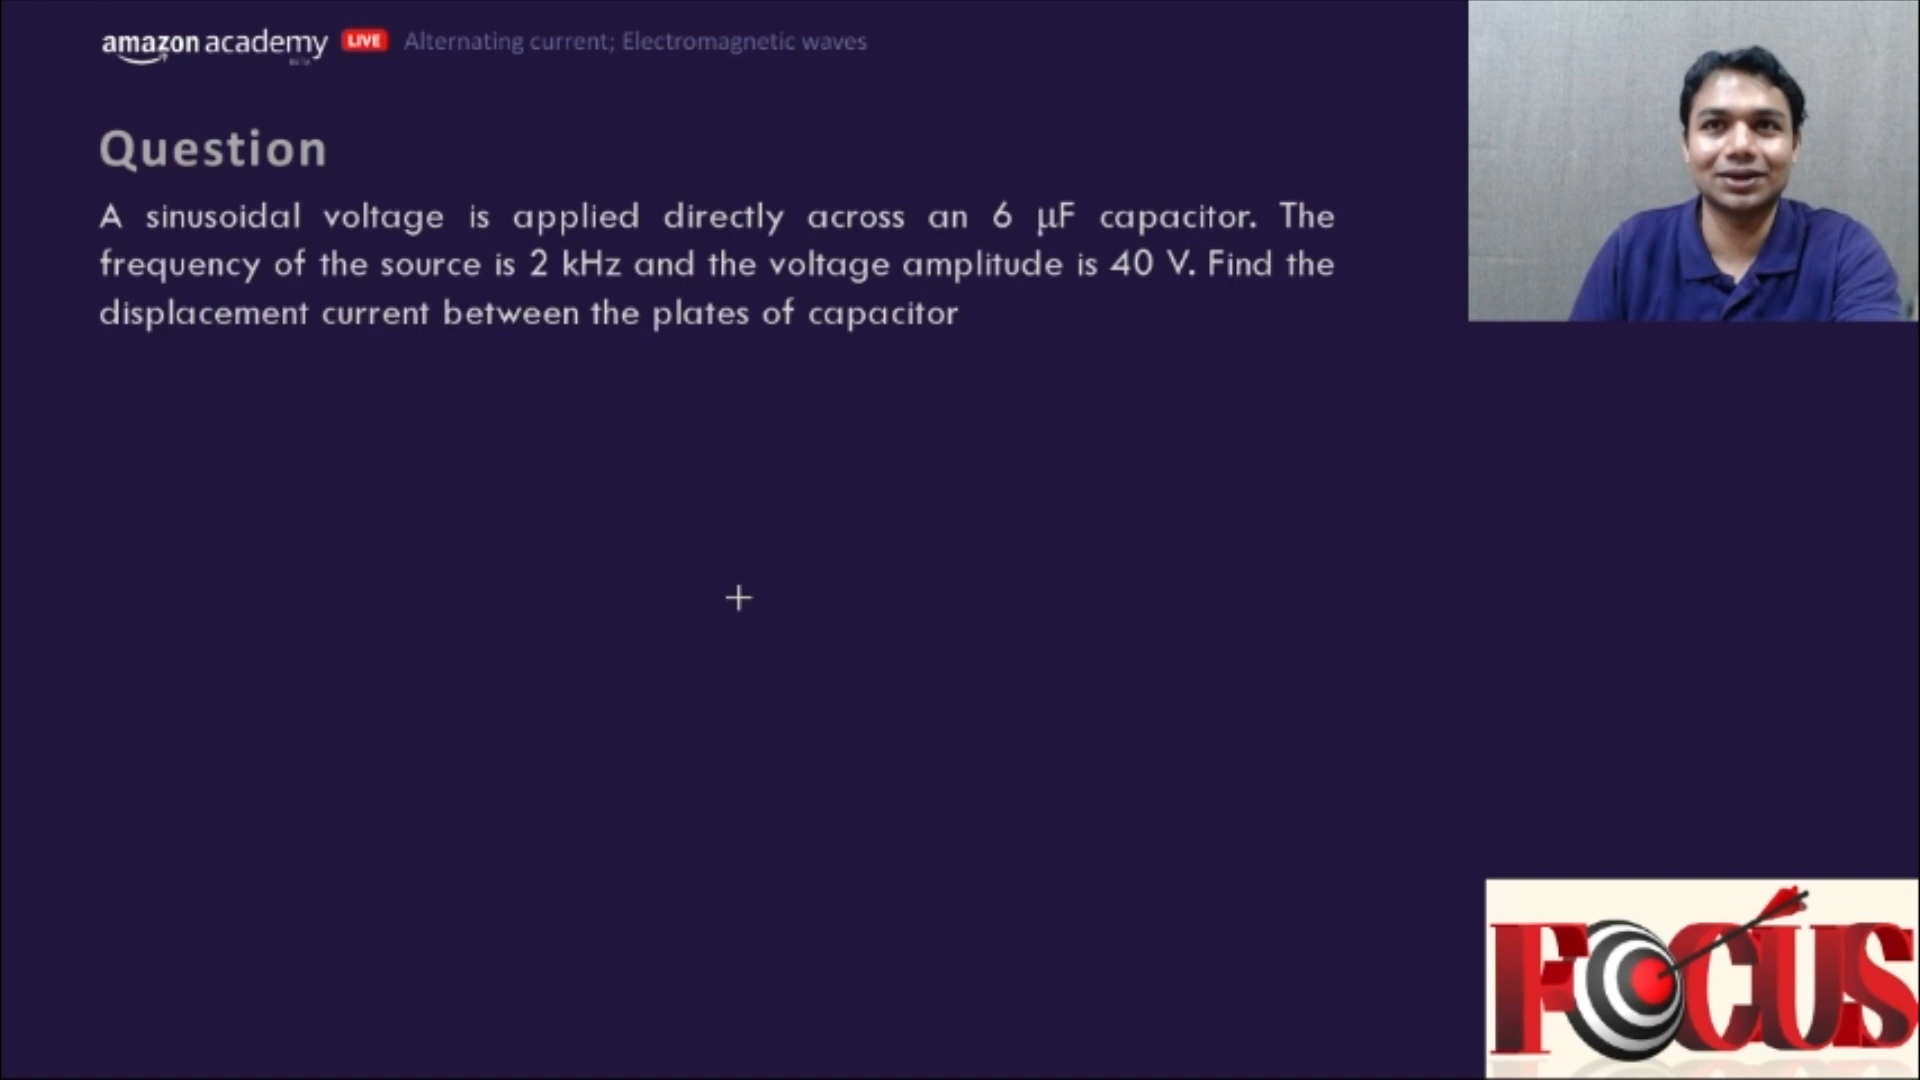 amazon academy LIVE Alternating current; Electromagnetic waves
BETA
Question
A sinusoidal voltage is applied directly across an 6 μF capacitor. The
frequency of the source is 2 kHz and the voltage amplitude is 40 V. Find the
displacement current between the plates of capacitor
FOCUS